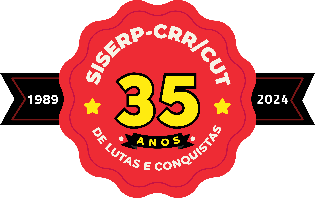 SISERP-CRR/CUT
1989
35
2024
ANOS
DE LUTAS E CONQUISTAS